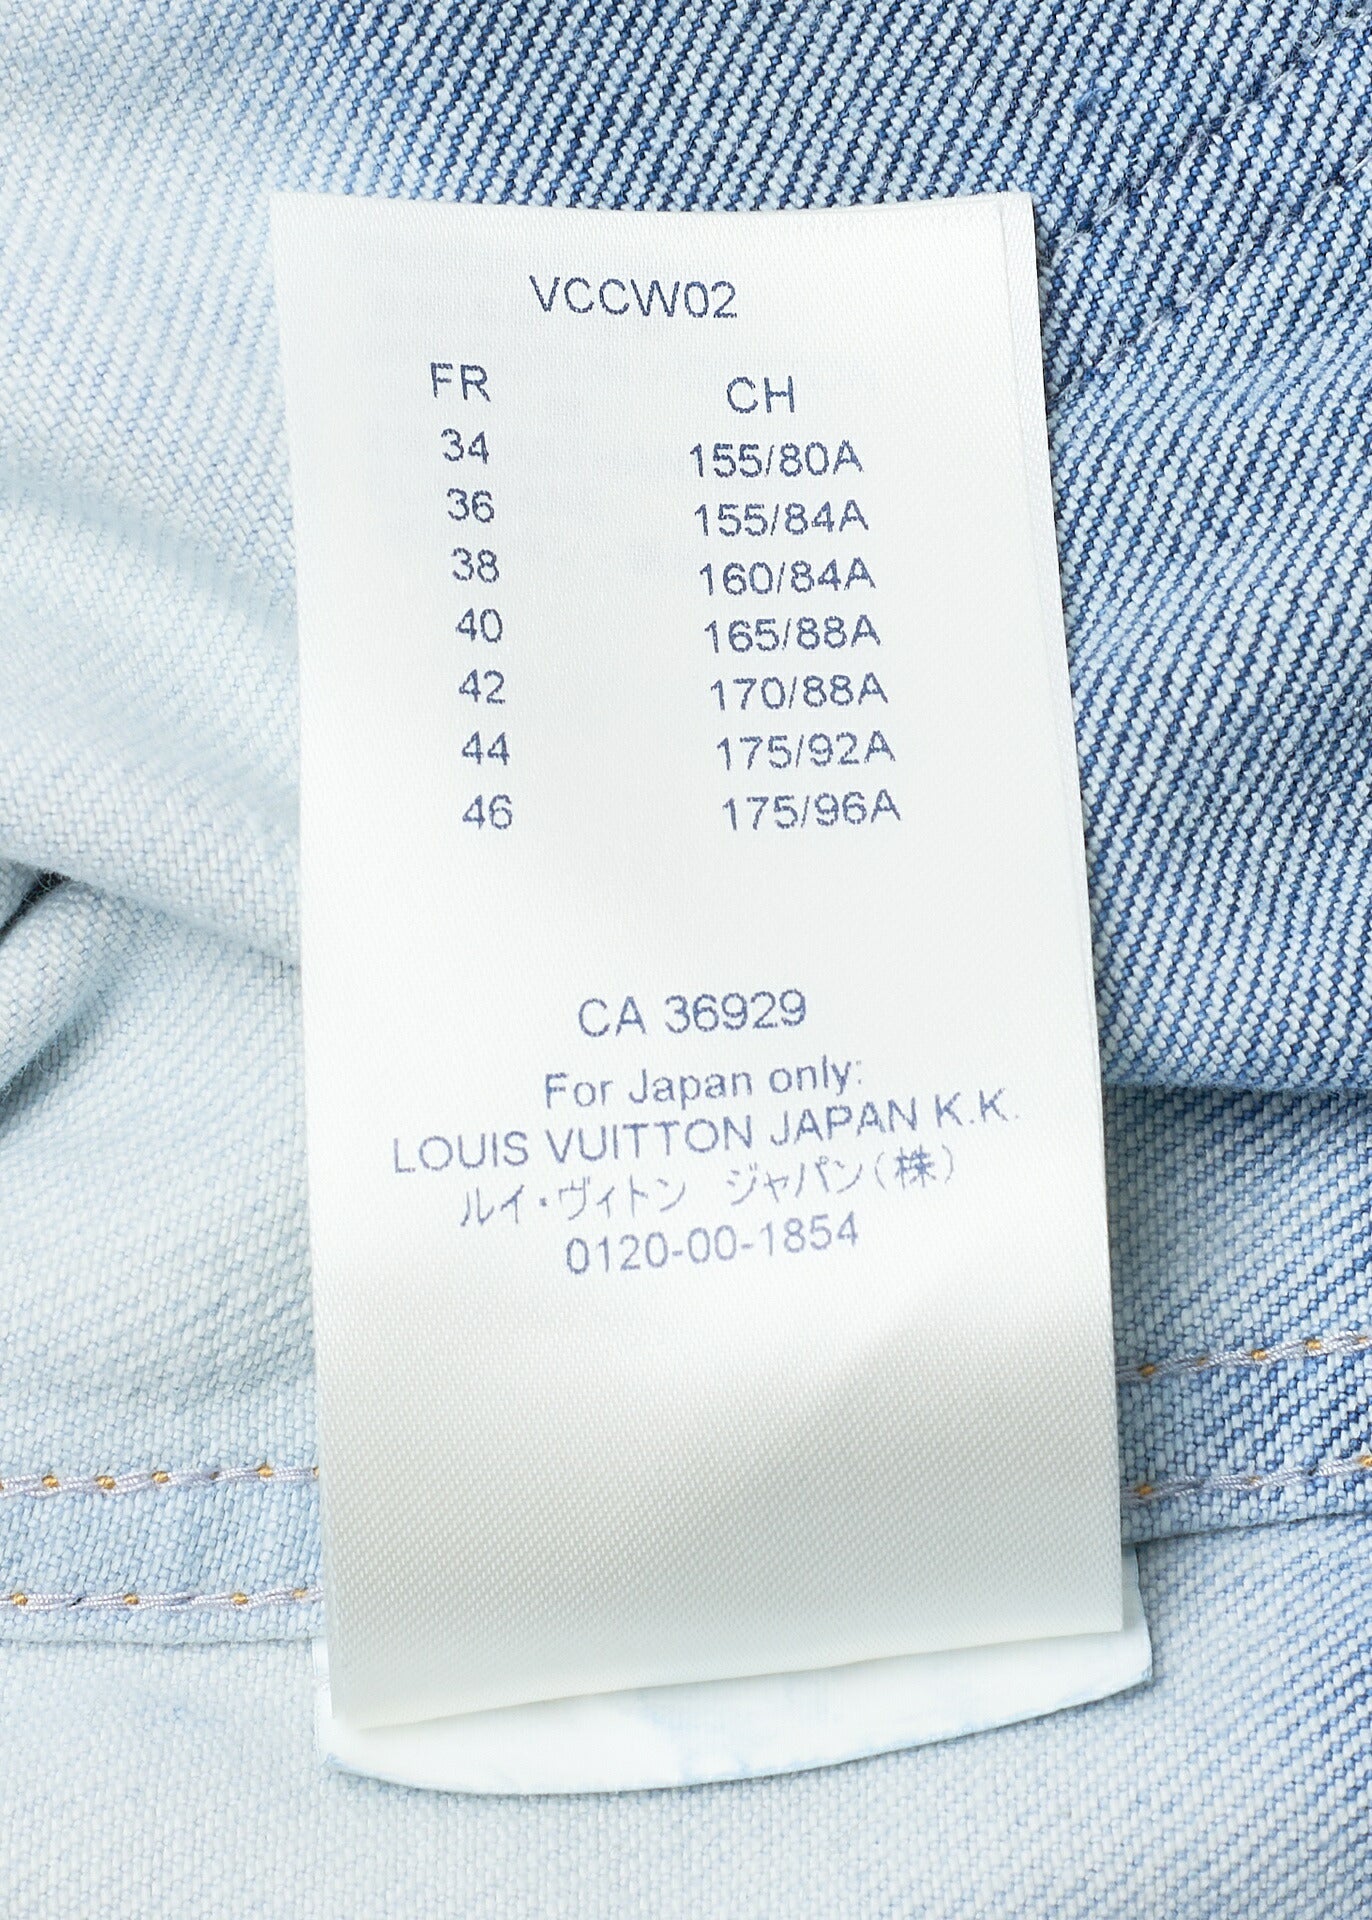 VCCW02
FR CH
34 155/80A
36 155/84A
38 160/84A
40 165/88A
42 170/88A
44 175/92A
46 175/96A
CA 36929
For Japan only:
LOUIS VUITTON JAPAN K.K.
ルイ・ヴィトン ジャパン(株)
0120-00-1854